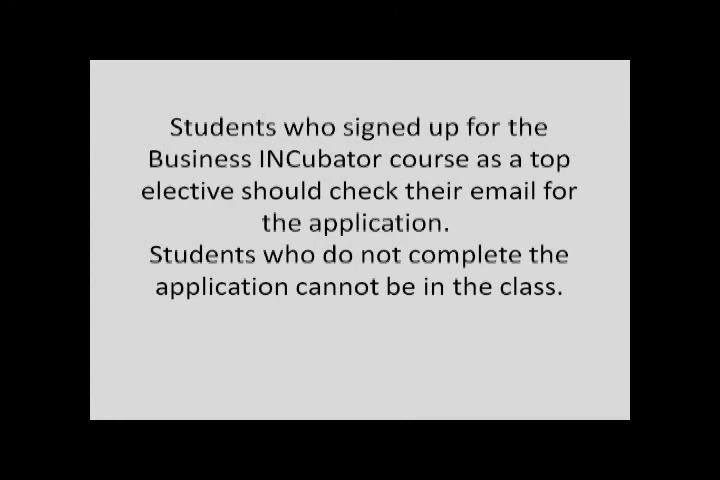 Students who signed up for the
Business INCubator course as a top
elective should check their email for
the application.
Students who do not complete the
application cannot be in the class.